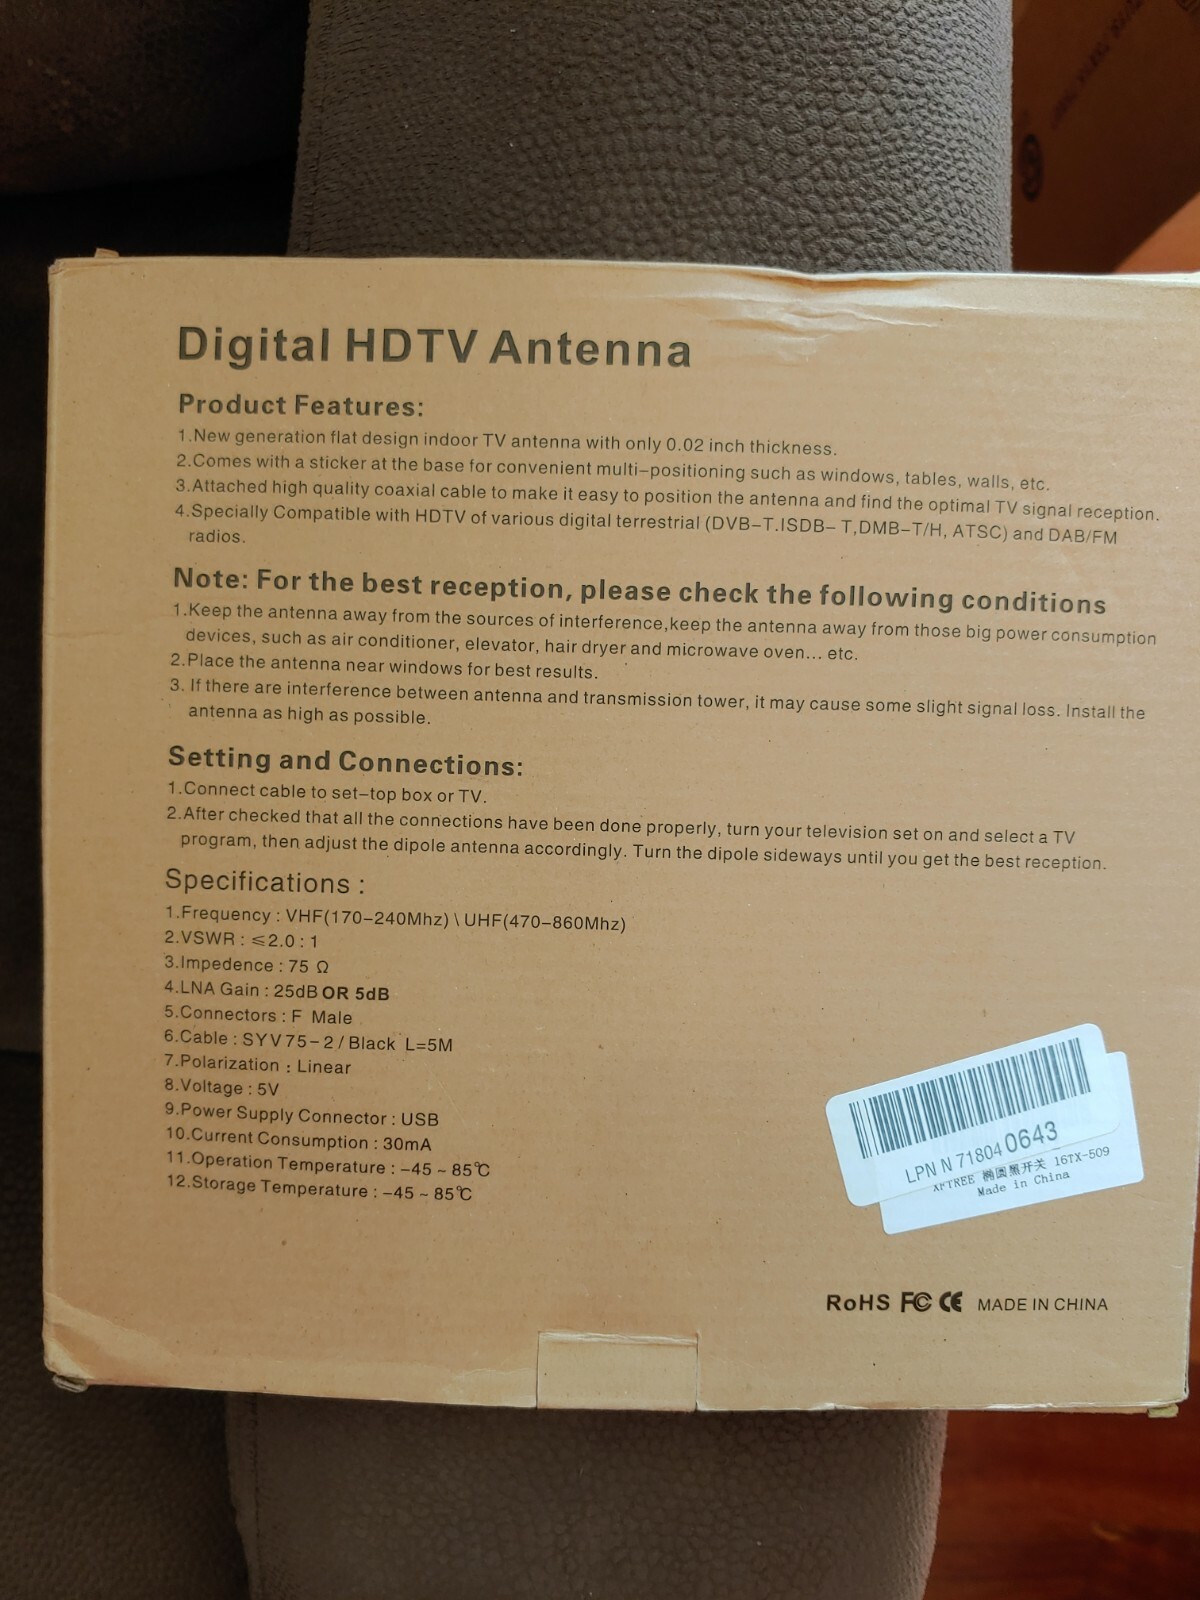 Digital HDTV Antenna
Product Features:
1.New generation flat design indoor TV antenna with only 0.02 inch thickness.
2.Comes with a sticker at the base for convenient multi-positioning such as windows, tables, walls, etc.
3.Attached high quality coaxial cable to make it easy to position the antenna and find the optimal TV signal reception.
4.Specially Compatible with HDTV of various digital terrestrial (DVB-T.ISDB- T,DMB-T/H, ATSC) and DAB/FM
radios.
Note: For the best reception, please check the following conditions
1.Keep the antenna away from the sources of interference,keep the antenna away from those big power consumption
devices, such as air conditioner, elevator, hair dryer and microwave oven... etc.
2.Place the antenna near windows for best results.
3. If there are interference between antenna and transmission tower, it may cause some slight signal loss. Install the
antenna as high as possible.
Setting and Connections:
1.Connect cable to set-top box or TV.
2.After checked that all the connections have been done properly, turn your television set on and select a TV
program, then adjust the dipole antenna accordingly. Turn the dipole sideways until you get the best reception.
Specifications :
1.Frequency : VHF(170-240Mhz) \ UHF(470-860Mhz)
2.VSWR : ≤2.0 : 1
3.Impedence : 75 Ω
4.LNA Gain : 25dB OR 5dB
5.Connectors : F Male
6.Cable : SYV75-2 / Black L=5M
7.Polarization : Linear
8.Voltage : 5V
9.Power Supply Connector : USB
10.Current Consumption : 30mA
11.Operation Temperature : -45 ~ 85℃
12.Storage Temperature : -45 ~ 85℃
LPN N 71804 0643
椭圆黑开关 16TX-509
Made in China
RoHS FC CE MADE IN CHINA